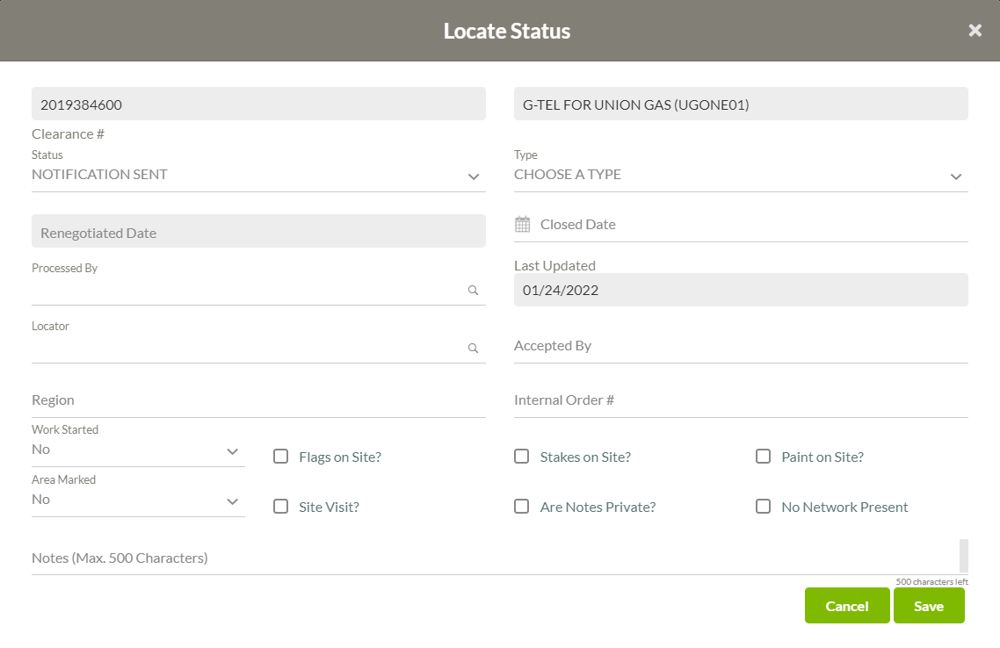 Locate Status
2019384600
G-TEL FOR UNION GAS (UGONE01)
Clearance #
Status
NOTIFICATION SENT
Type
CHOOSE A TYPE
Renegotiated Date
Closed Date
Processed By
Last Updated
01/24/2022
Locator
Accepted By
Region
Internal Order #
Work Started
No
Flags on Site?
Stakes on Site?
Paint on Site?
Area Marked
No
Site Visit?
Are Notes Private?
No Network Present
Notes (Max. 500 Characters)
500 characters left
Cancel
Save